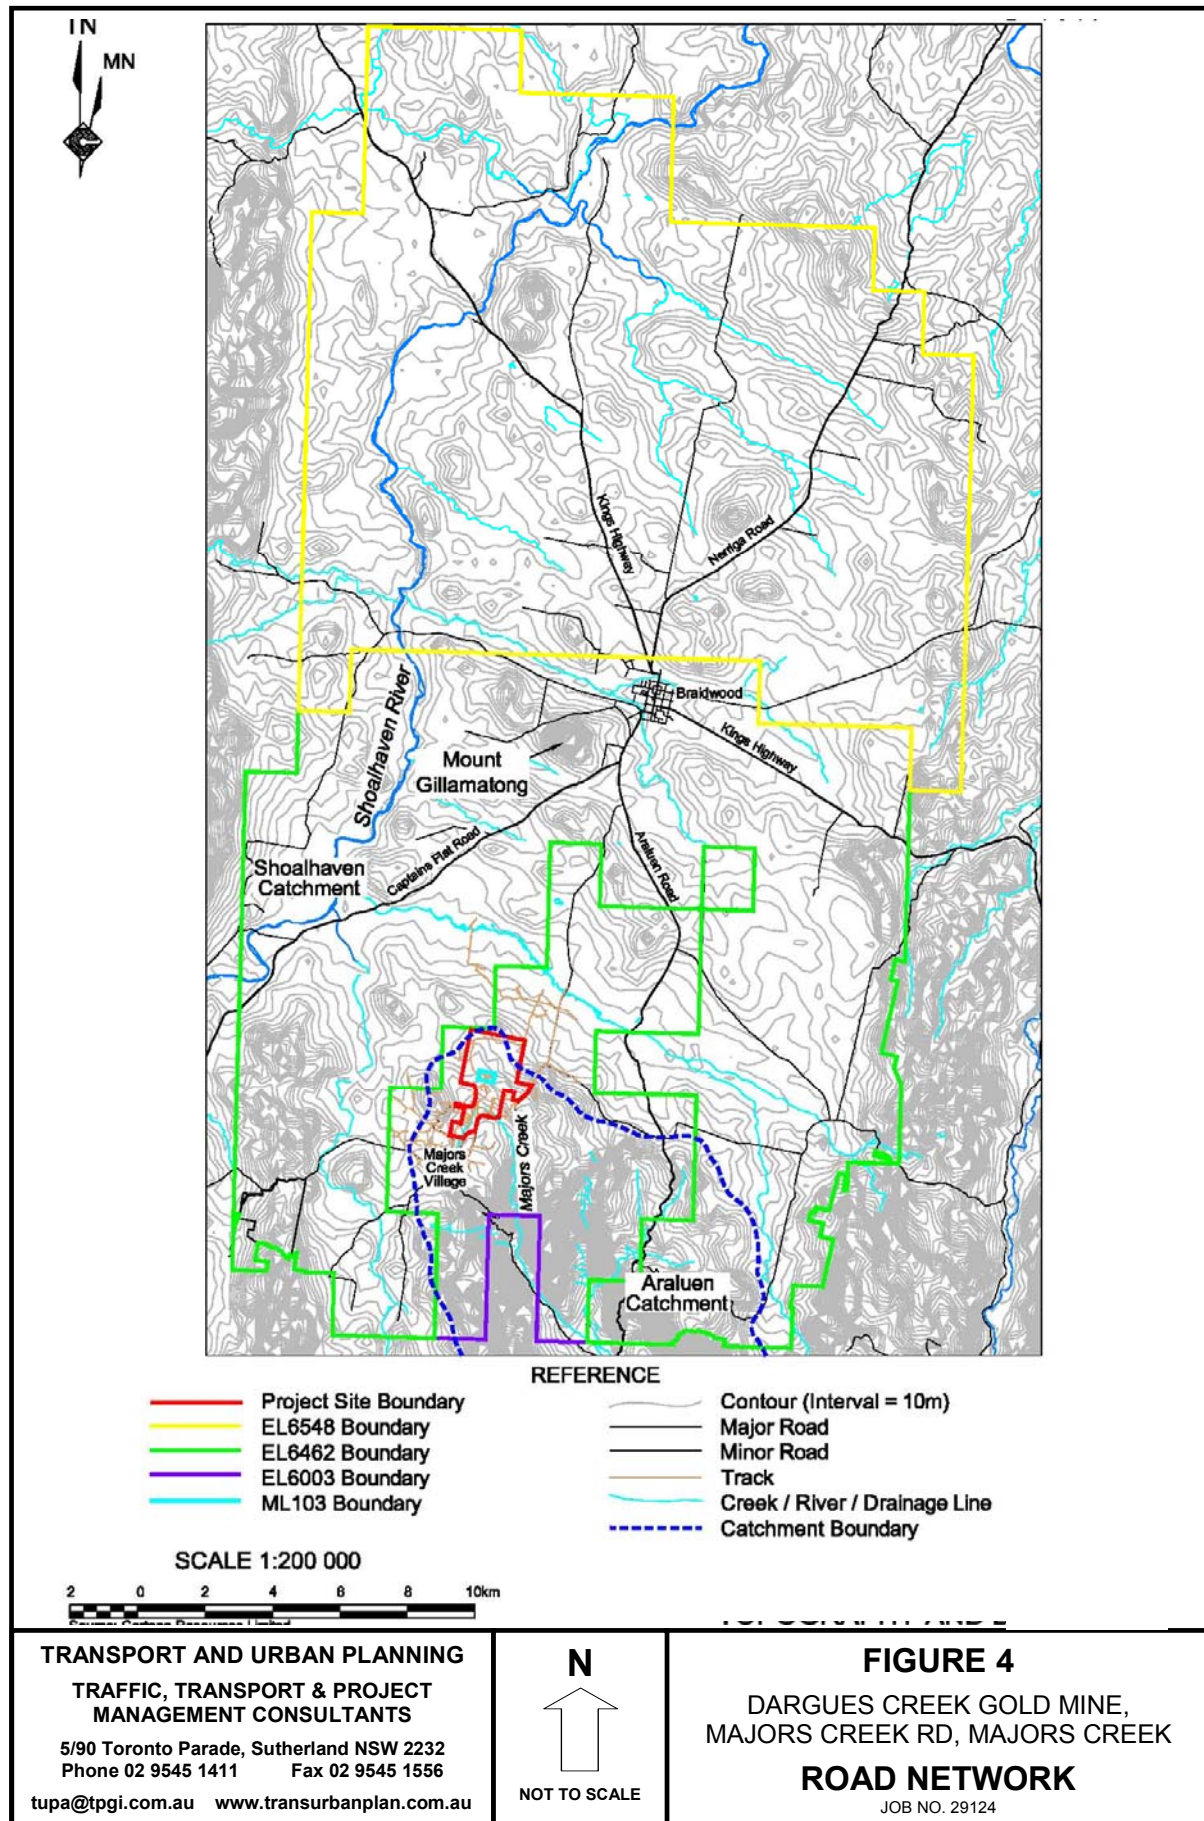 N
MN
Kings Highway
Nerriga Road
Braidwood
Kings Highway
Shoalhaven River
Mount
Gillamatong
Araluen Road
Captains Flat Road
Shoalhaven
Catchment
Majors Creek
Majors
Creek
Village
Araluen
Catchment
REFERENCE
Project Site Boundary
EL6548 Boundary
EL6462 Boundary
EL6003 Boundary
ML103 Boundary
Contour (Interval = 10m)
Major Road
Minor Road
Track
Creek / River / Drainage Line
Catchment Boundary
SCALE 1:200 000
2 0 2 4 6 8 10km
TRANSPORT AND URBAN PLANNING
TRAFFIC, TRANSPORT & PROJECT
MANAGEMENT CONSULTANTS
5/90 Toronto Parade, Sutherland NSW 2232
Phone 02 9545 1411 Fax 02 9545 1556
tupa@tpgi.com.au www.transurbanplan.com.au
N
NOT TO SCALE
FIGURE 4
DARGUES CREEK GOLD MINE,
MAJORS CREEK RD, MAJORS CREEK
ROAD NETWORK
JOB NO. 29124